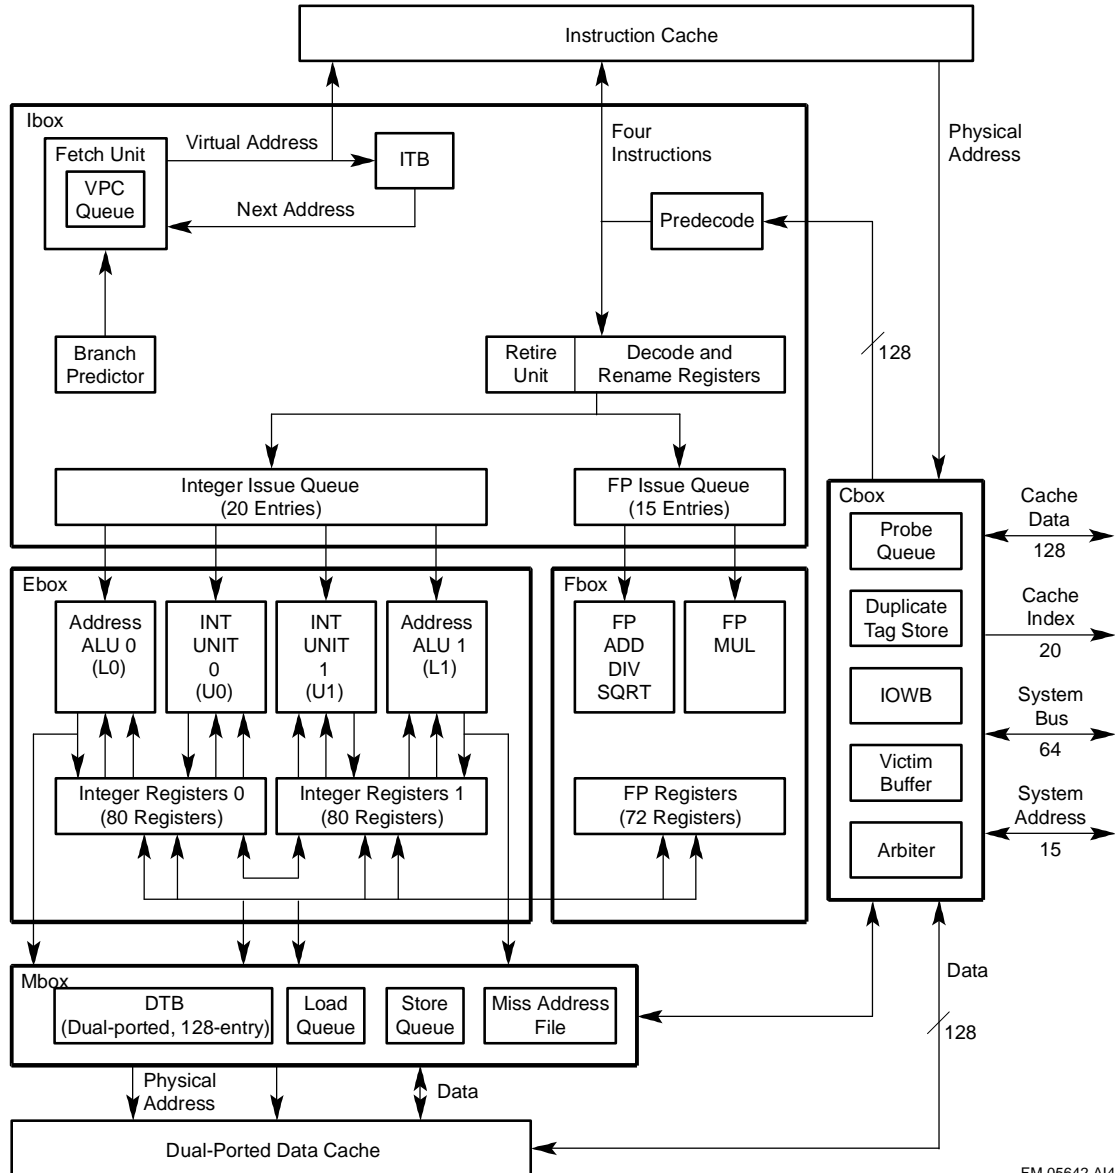 Instruction Cache
Ibox
Fetch Unit
VPC
Queue
Virtual Address
ITB
Next Address
Four
Instructions
Physical
Address
Predecode
Branch
Predictor
Retire
Unit
Decode and
Rename Registers
128
Integer Issue Queue
(20 Entries)
FP Issue Queue
(15 Entries)
Cbox
Probe
Queue
Duplicate
Tag Store
IOWB
Victim
Buffer
Arbiter
Cache
Data
128
Cache
Index
20
System
Bus
64
System
Address
15
Ebox
Address
ALU 0
(L0)
INT
UNIT
0
(U0)
INT
UNIT
1
(U1)
Address
ALU 1
(L1)
Integer Registers 0
(80 Registers)
Integer Registers 1
(80 Registers)
Fbox
FP
ADD
DIV
SQRT
FP
MUL
FP Registers
(72 Registers)
Mbox
DTB
(Dual-ported, 128-entry)
Load
Queue
Store
Queue
Miss Address
File
Data
128
Physical
Address
Data
Dual-Ported Data Cache
FM-05642-AI4